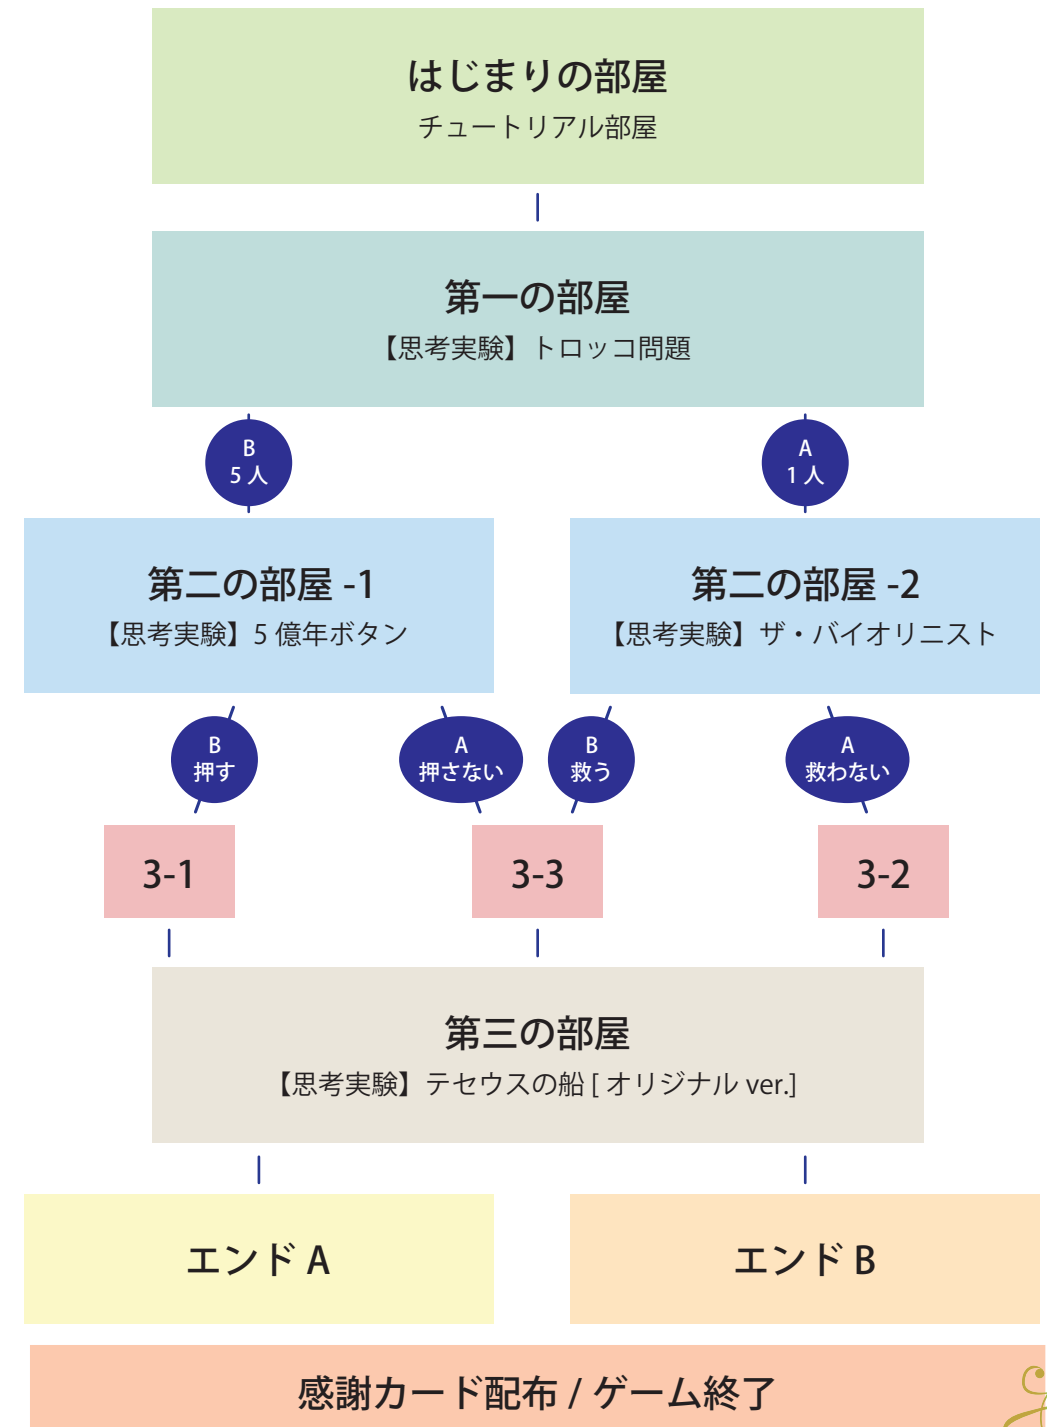 はじまりの部屋
チュートリアル部屋
第一の部屋
【思考実験】トロッコ問題
B
5 人
A
1 人
第二の部屋 -1
【思考実験】5 億年ボタン
第二の部屋 -2
【思考実験】ザ・バイオリニスト
B
押す
A
押さない
B
救う
A
救わない
3-1
3-3
3-2
第三の部屋
【思考実験】テセウスの船 [ オリジナル ver.]
エンド A
エンド B
感謝カード配布 / ゲーム終了